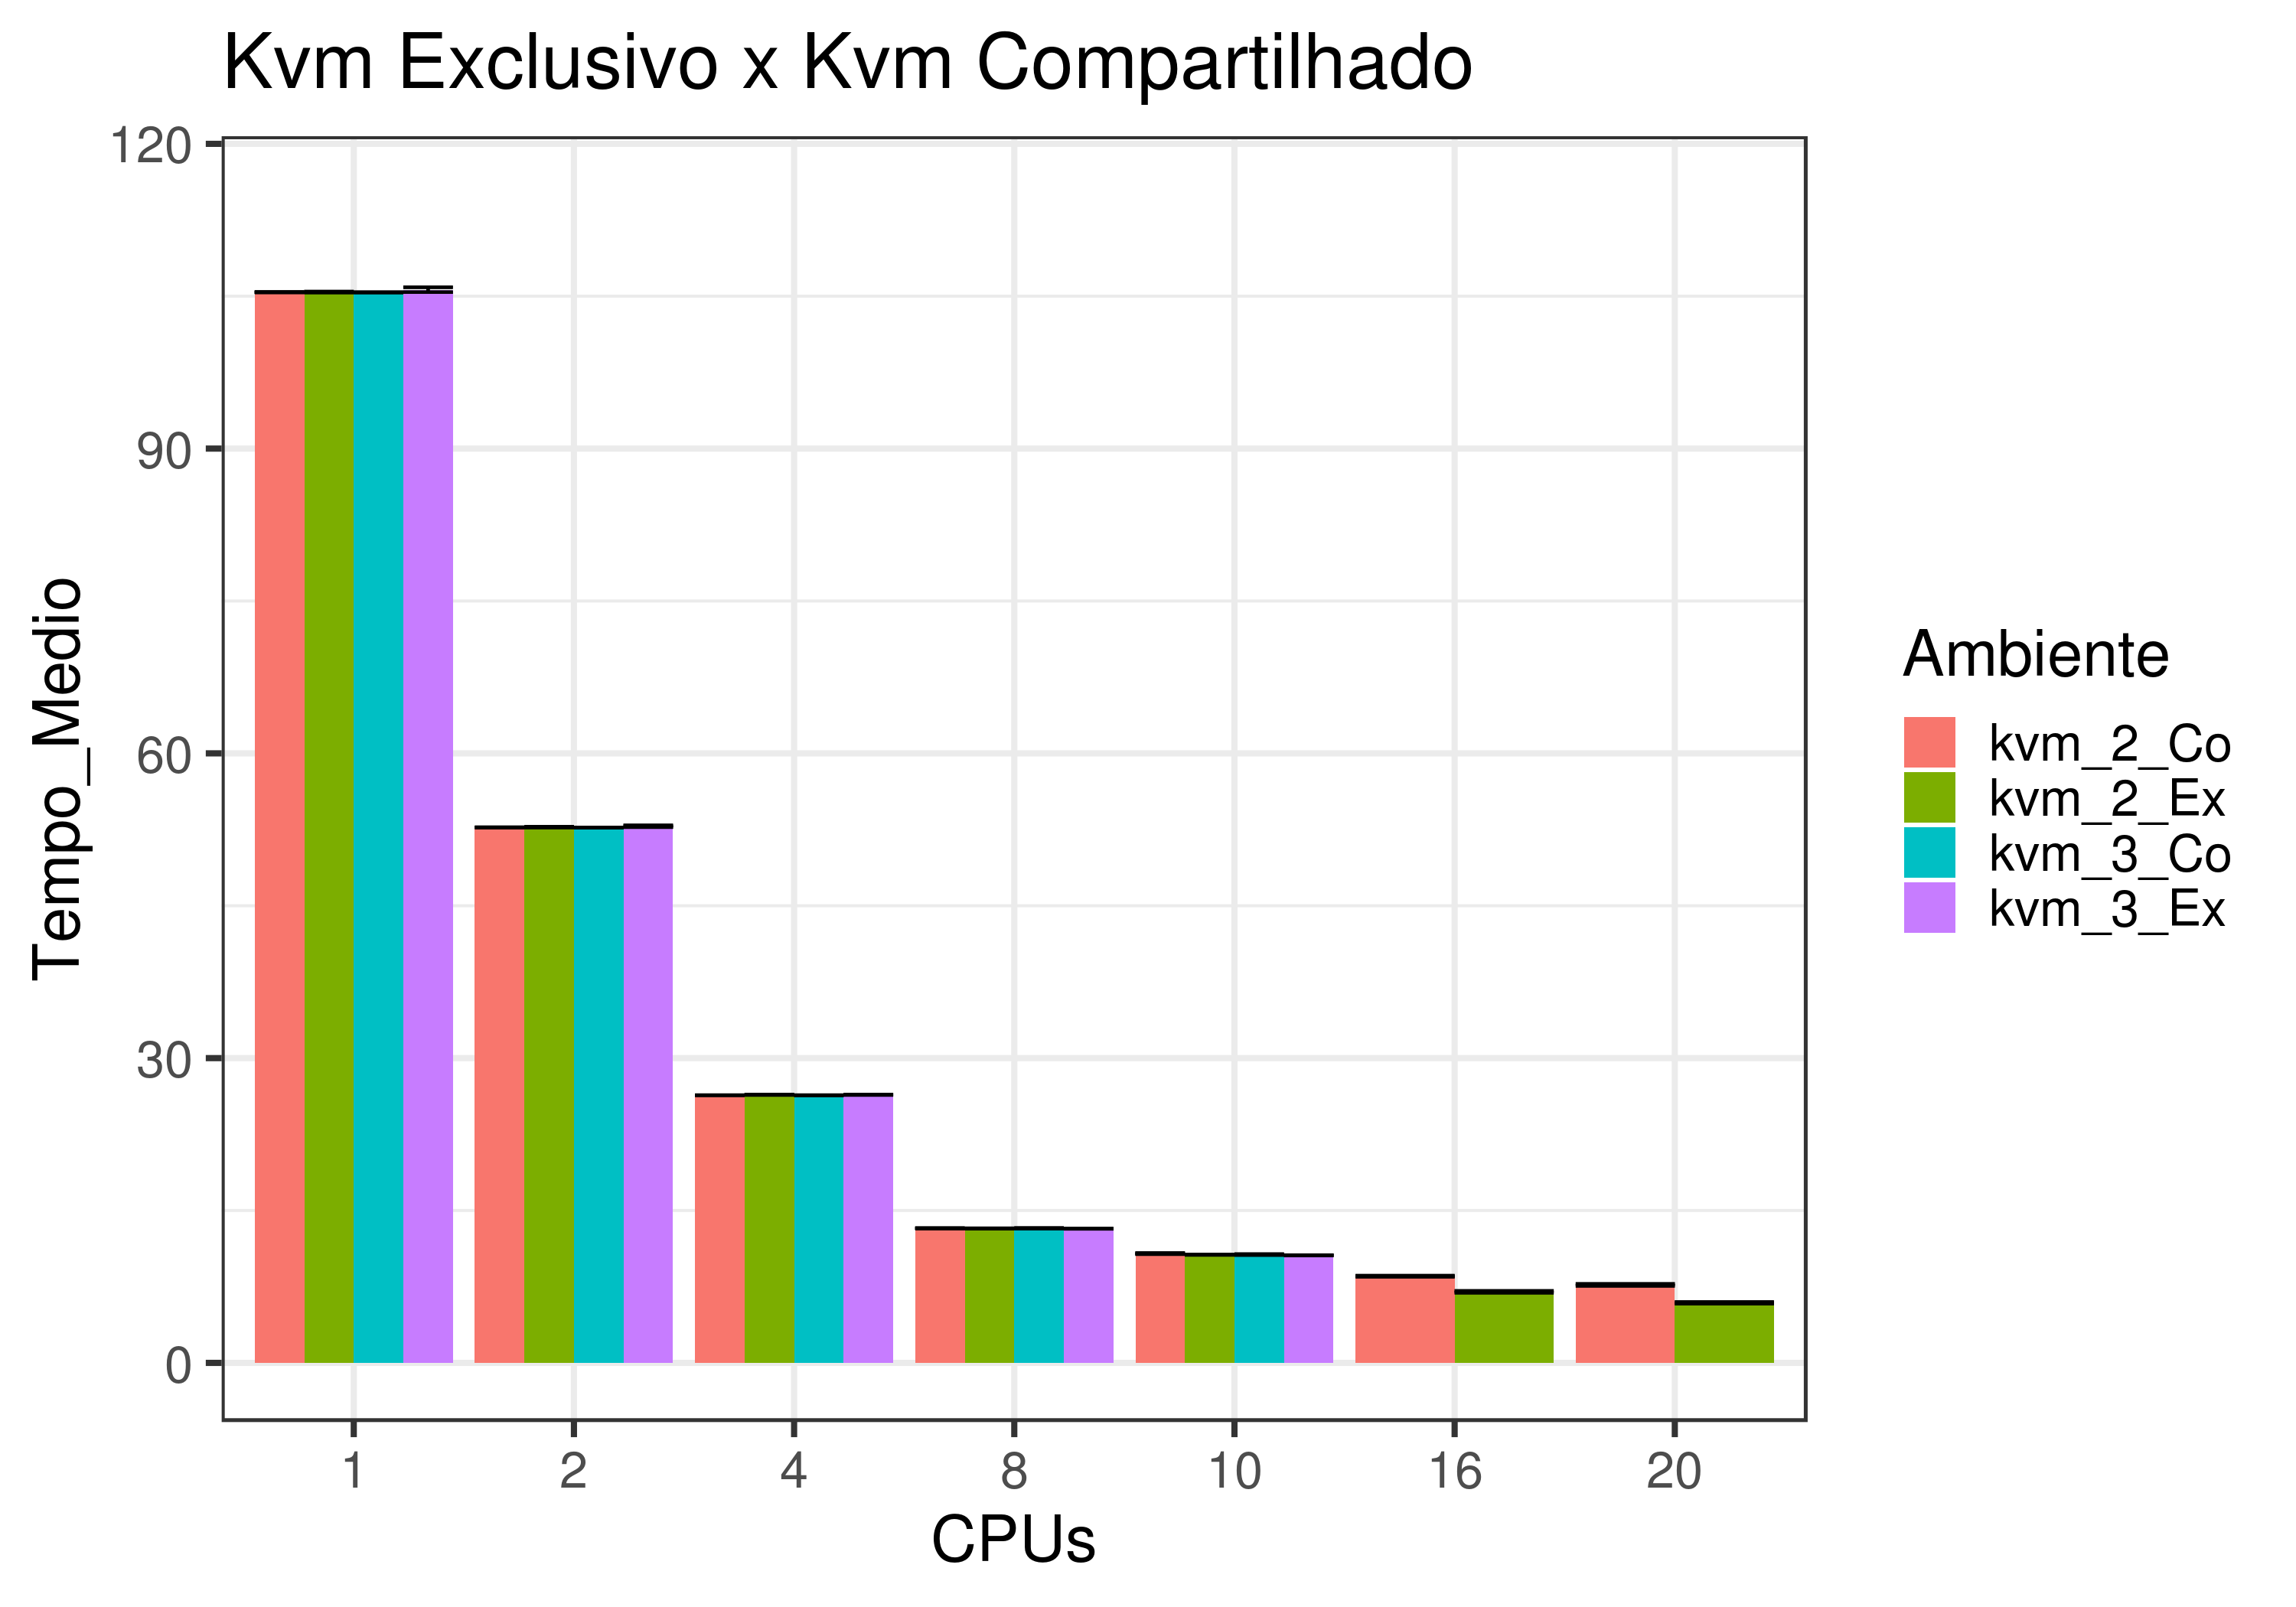 Kvm Exclusivo x Kvm Compartilhado
120
90
60
30
0
Tempo_Medio
1 2 4 8 10 16 20
CPUs
Ambiente
kvm_2_Co
kvm_2_Ex
kvm_3_Co
kvm_3_Ex